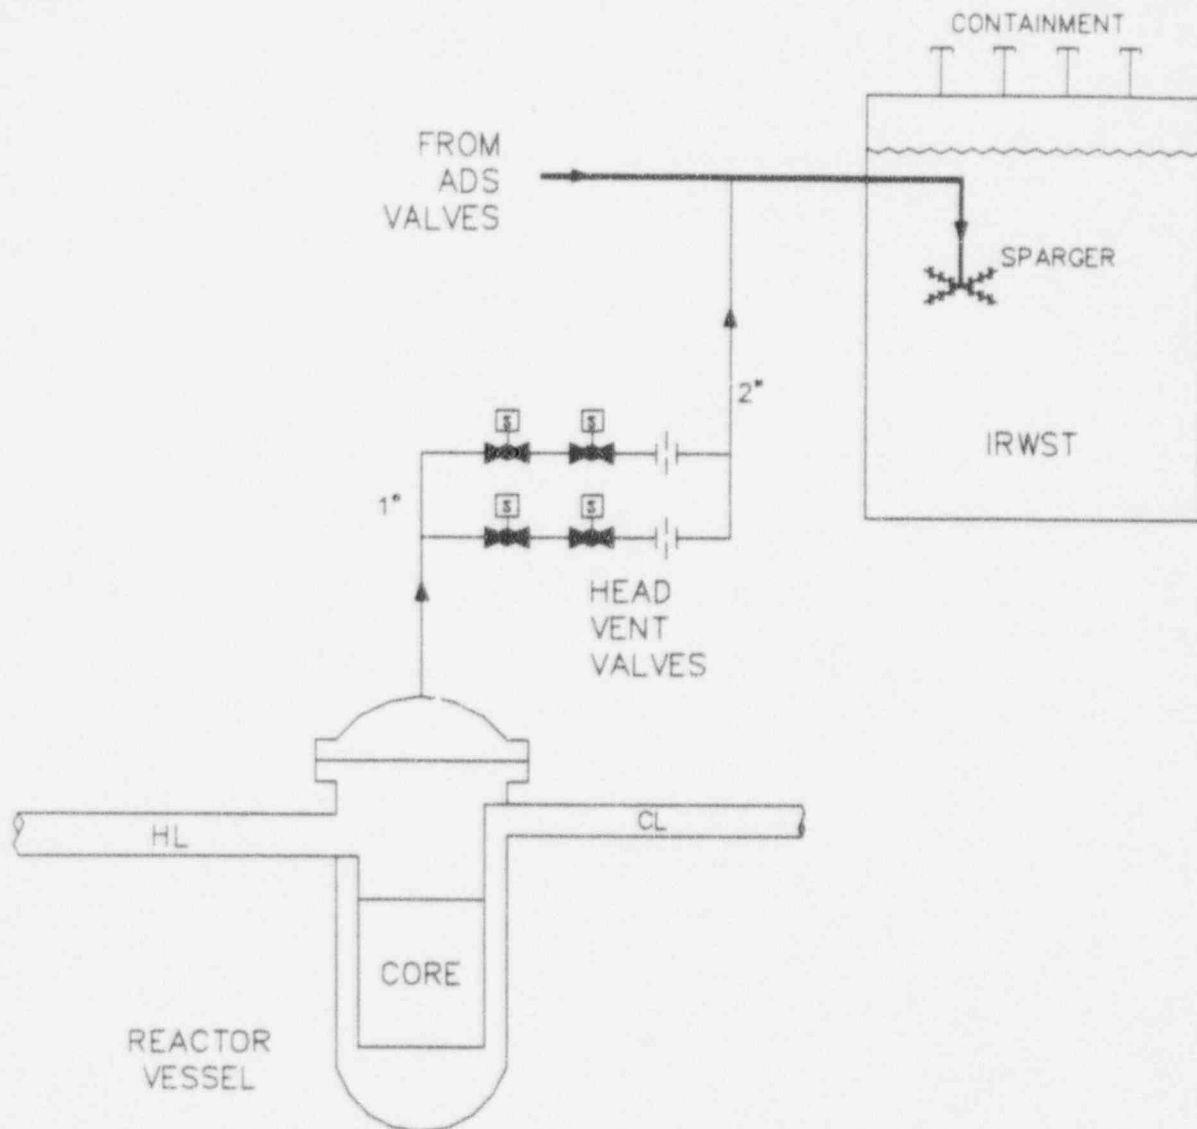 CONTAINMENT
FROM
ADS
VALVES
SPARGER
S
S
2"
IRWST
1"
S
S
HEAD
VENT
VALVES
HL
CL
CORE
REACTOR
VESSEL